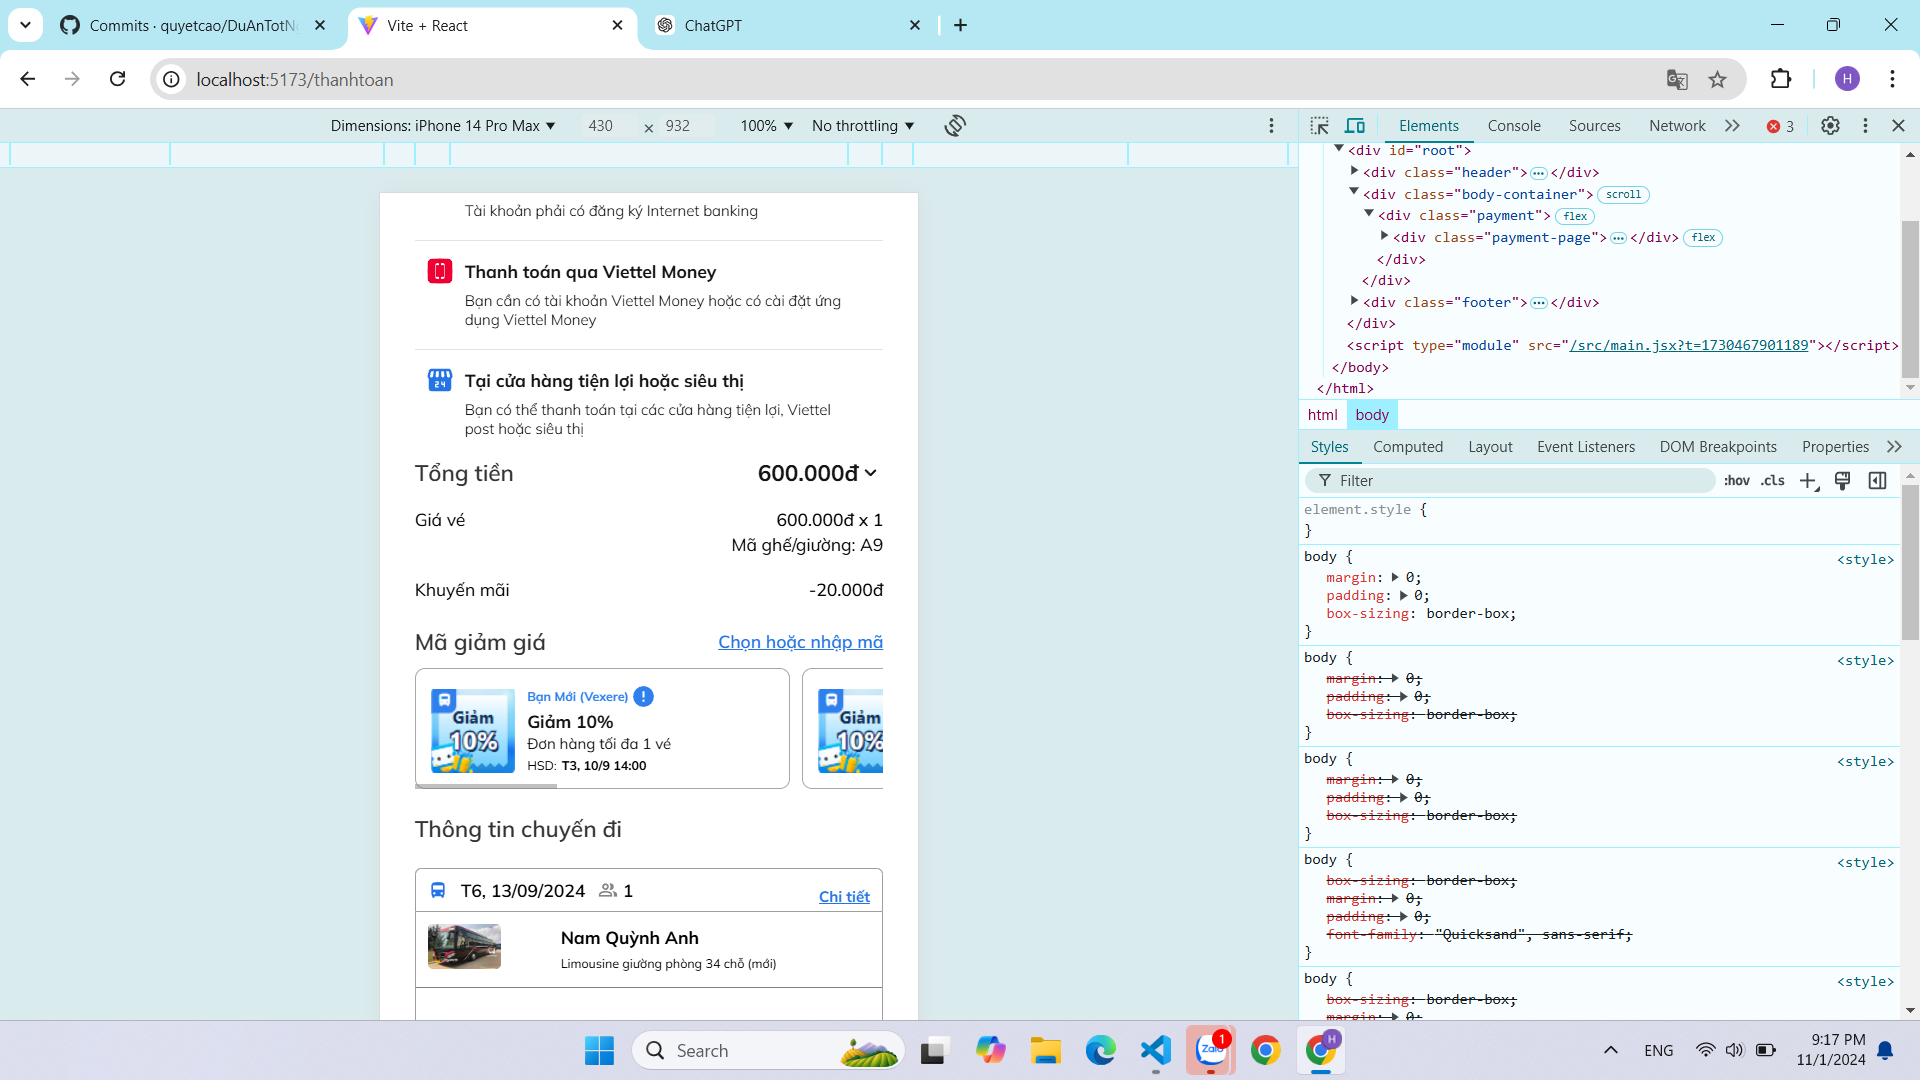 Commits · quyetcao/DuAnTotN
Vite + React
ChatGPT
localhost:5173/thanhtoan
H
Dimensions: iPhone 14 Pro Max
430
×
932
100%
No throttling
Elements
Console
Sources
Network
3
Tài khoản phải có đăng ký Internet banking
Thanh toán qua Viettel Money
Bạn cần có tài khoản Viettel Money hoặc có cài đặt ứng
dụng Viettel Money
24
Tại cửa hàng tiện lợi hoặc siêu thị
Bạn có thể thanh toán tại các cửa hàng tiện lợi, Viettel
post hoặc siêu thị
Tổng tiền
600.000đ
Giá vé
600.000đ x 1
Mã ghế/giường: A9
Khuyến mãi
-20.000đ
Mã giảm giá
Chọn hoặc nhập mã
Giảm
10%
Bạn Mới (Vexere)
Giảm 10%
Đơn hàng tối đa 1 vé
HSD: T3, 10/9 14:00
Giảm
10%
Thông tin chuyến đi
T6, 13/09/2024
1
Chi tiết
Nam Quỳnh Anh
Limousine giường phòng 34 chỗ (mới)
<div id="root">
<div class="header">…</div>
<div class="body-container"> scroll
<div class="payment"> flex
<div class="payment-page">…</div> flex
</div>
</div>
<div class="footer">…</div>
</div>
<script type="module" src="/src/main.jsx?t=1730467901189"></script>
</body>
</html>
html
body
Styles
Computed
Layout
Event Listeners
DOM Breakpoints
Properties
Filter
:hov .cls
element.style {
}
body {
<style>
margin: 0;
padding: 0;
box-sizing: border-box;
}
body {
<style>
margin: 0;
padding: 0;
box-sizing: border-box;
}
body {
<style>
margin: 0;
padding: 0;
box-sizing: border-box;
}
body {
<style>
box-sizing: border-box;
margin: 0;
padding: 0;
font-family: "Quicksand", sans-serif;
}
body {
<style>
box-sizing: border-box;
margin: 0;
Search
Zalo
1
H
ENG
9:17 PM
11/1/2024